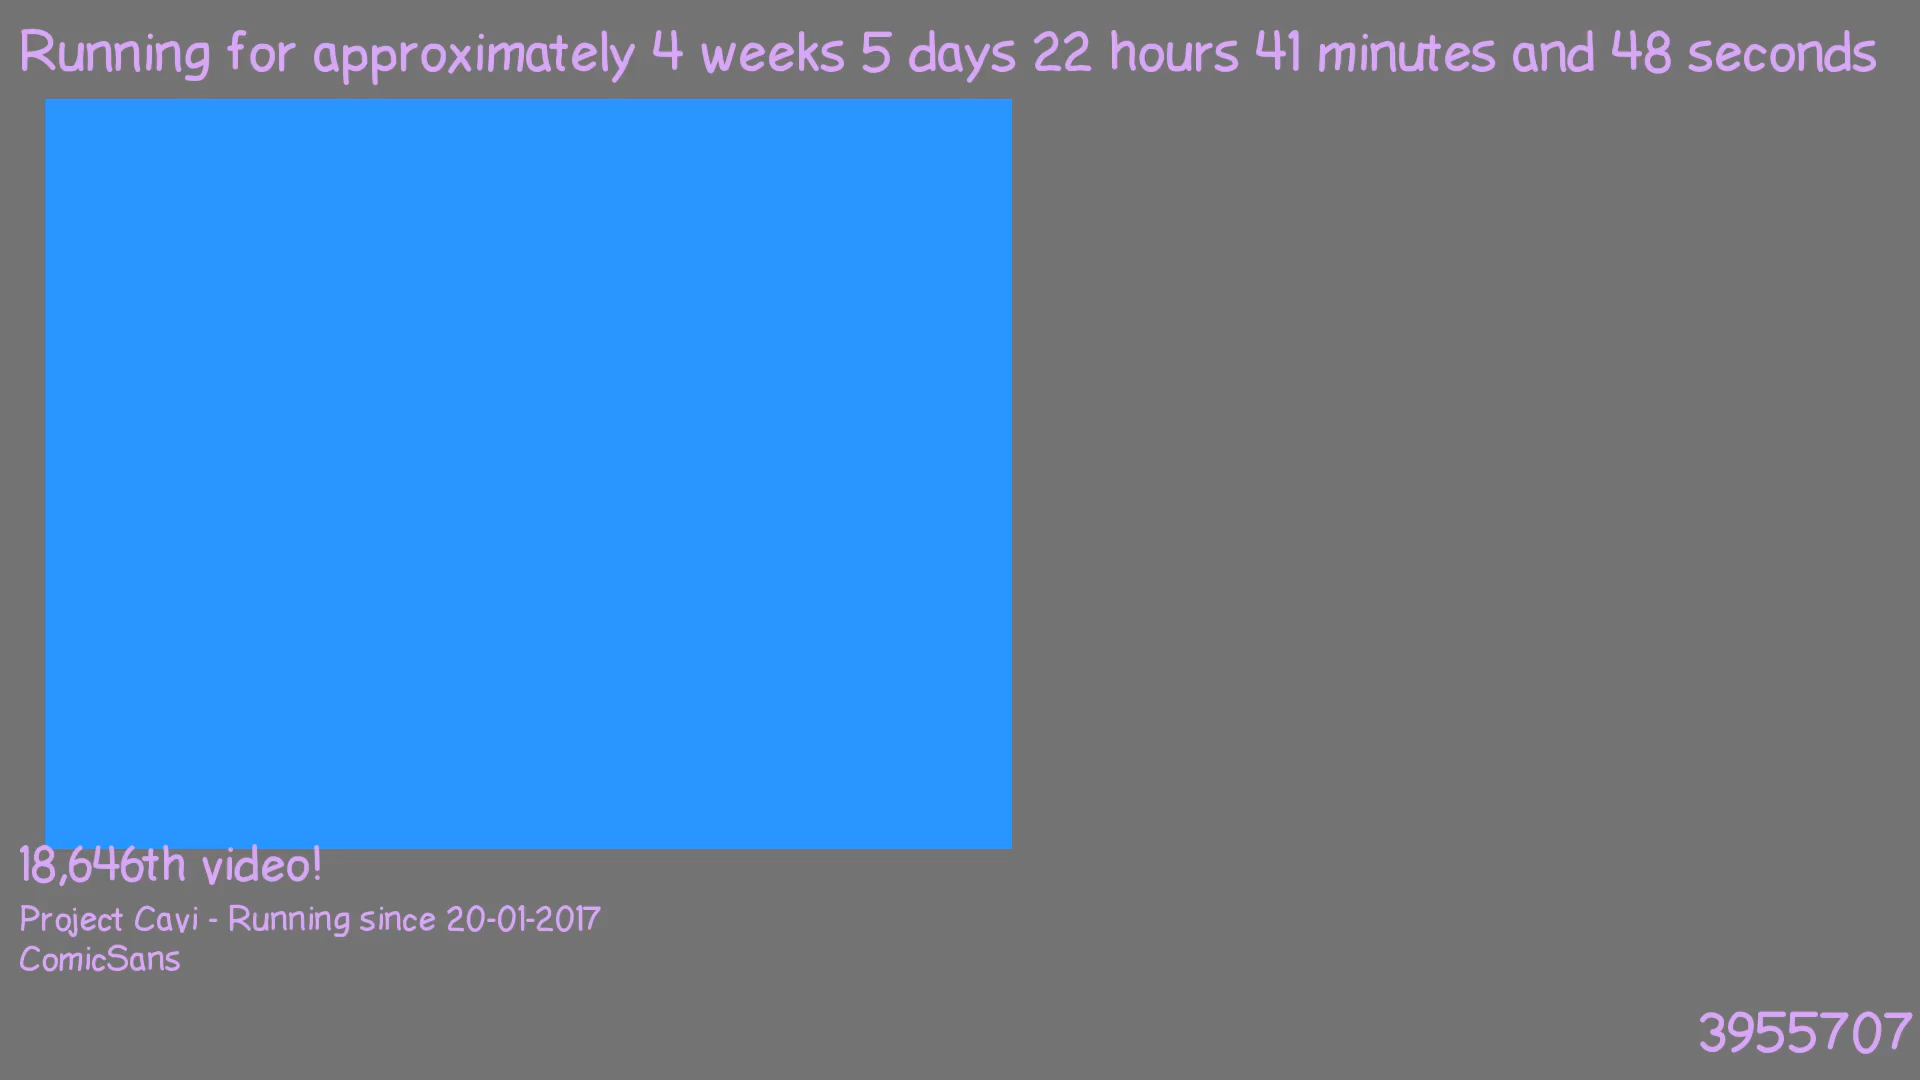 Running for approximately 4 weeks 5 days 22 hours 41 minutes and 48 seconds
18,646th video!
Project Cavi - Running since 20-01-2017
ComicSans
3955707